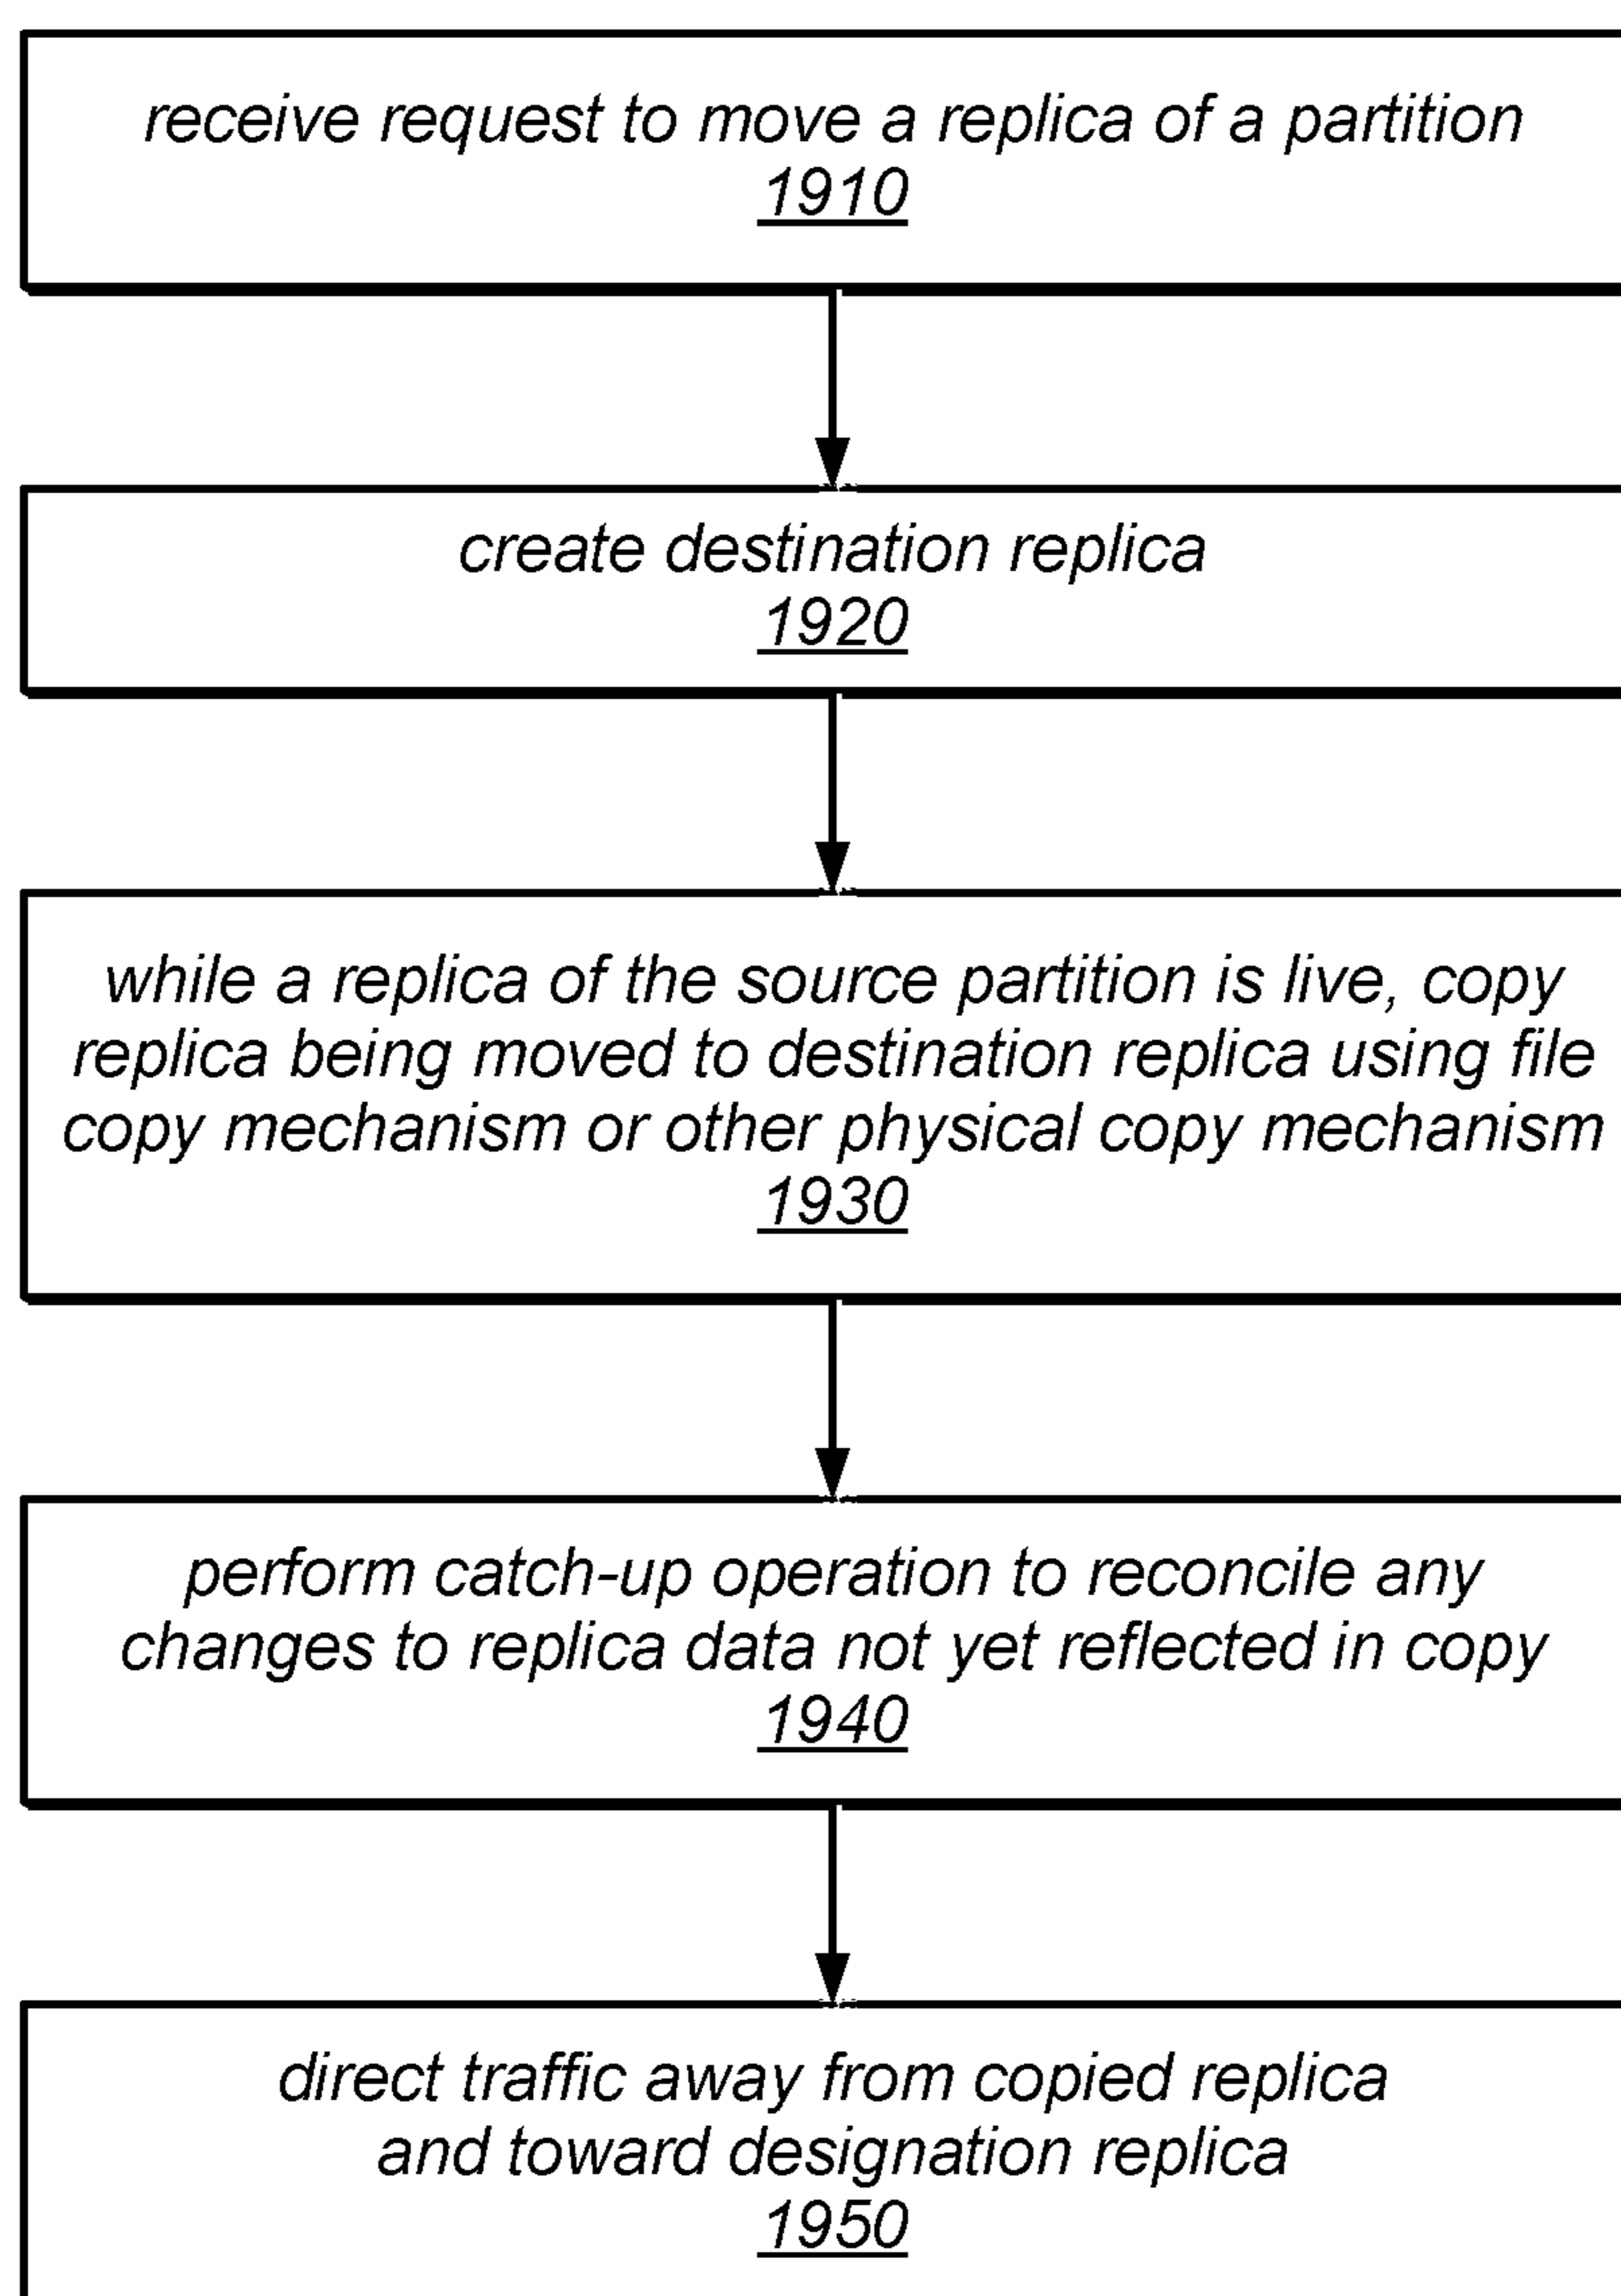 receive request to move a replica of a partition
1910
create destination replica
1920
while a replica of the source partition is live, copy
replica being moved to destination replica using file
copy mechanism or other physical copy mechanism
1930
perform catch-up operation to reconcile any
changes to replica data not yet reflected in copy
1940
direct traffic away from copied replica
and toward designation replica
1950